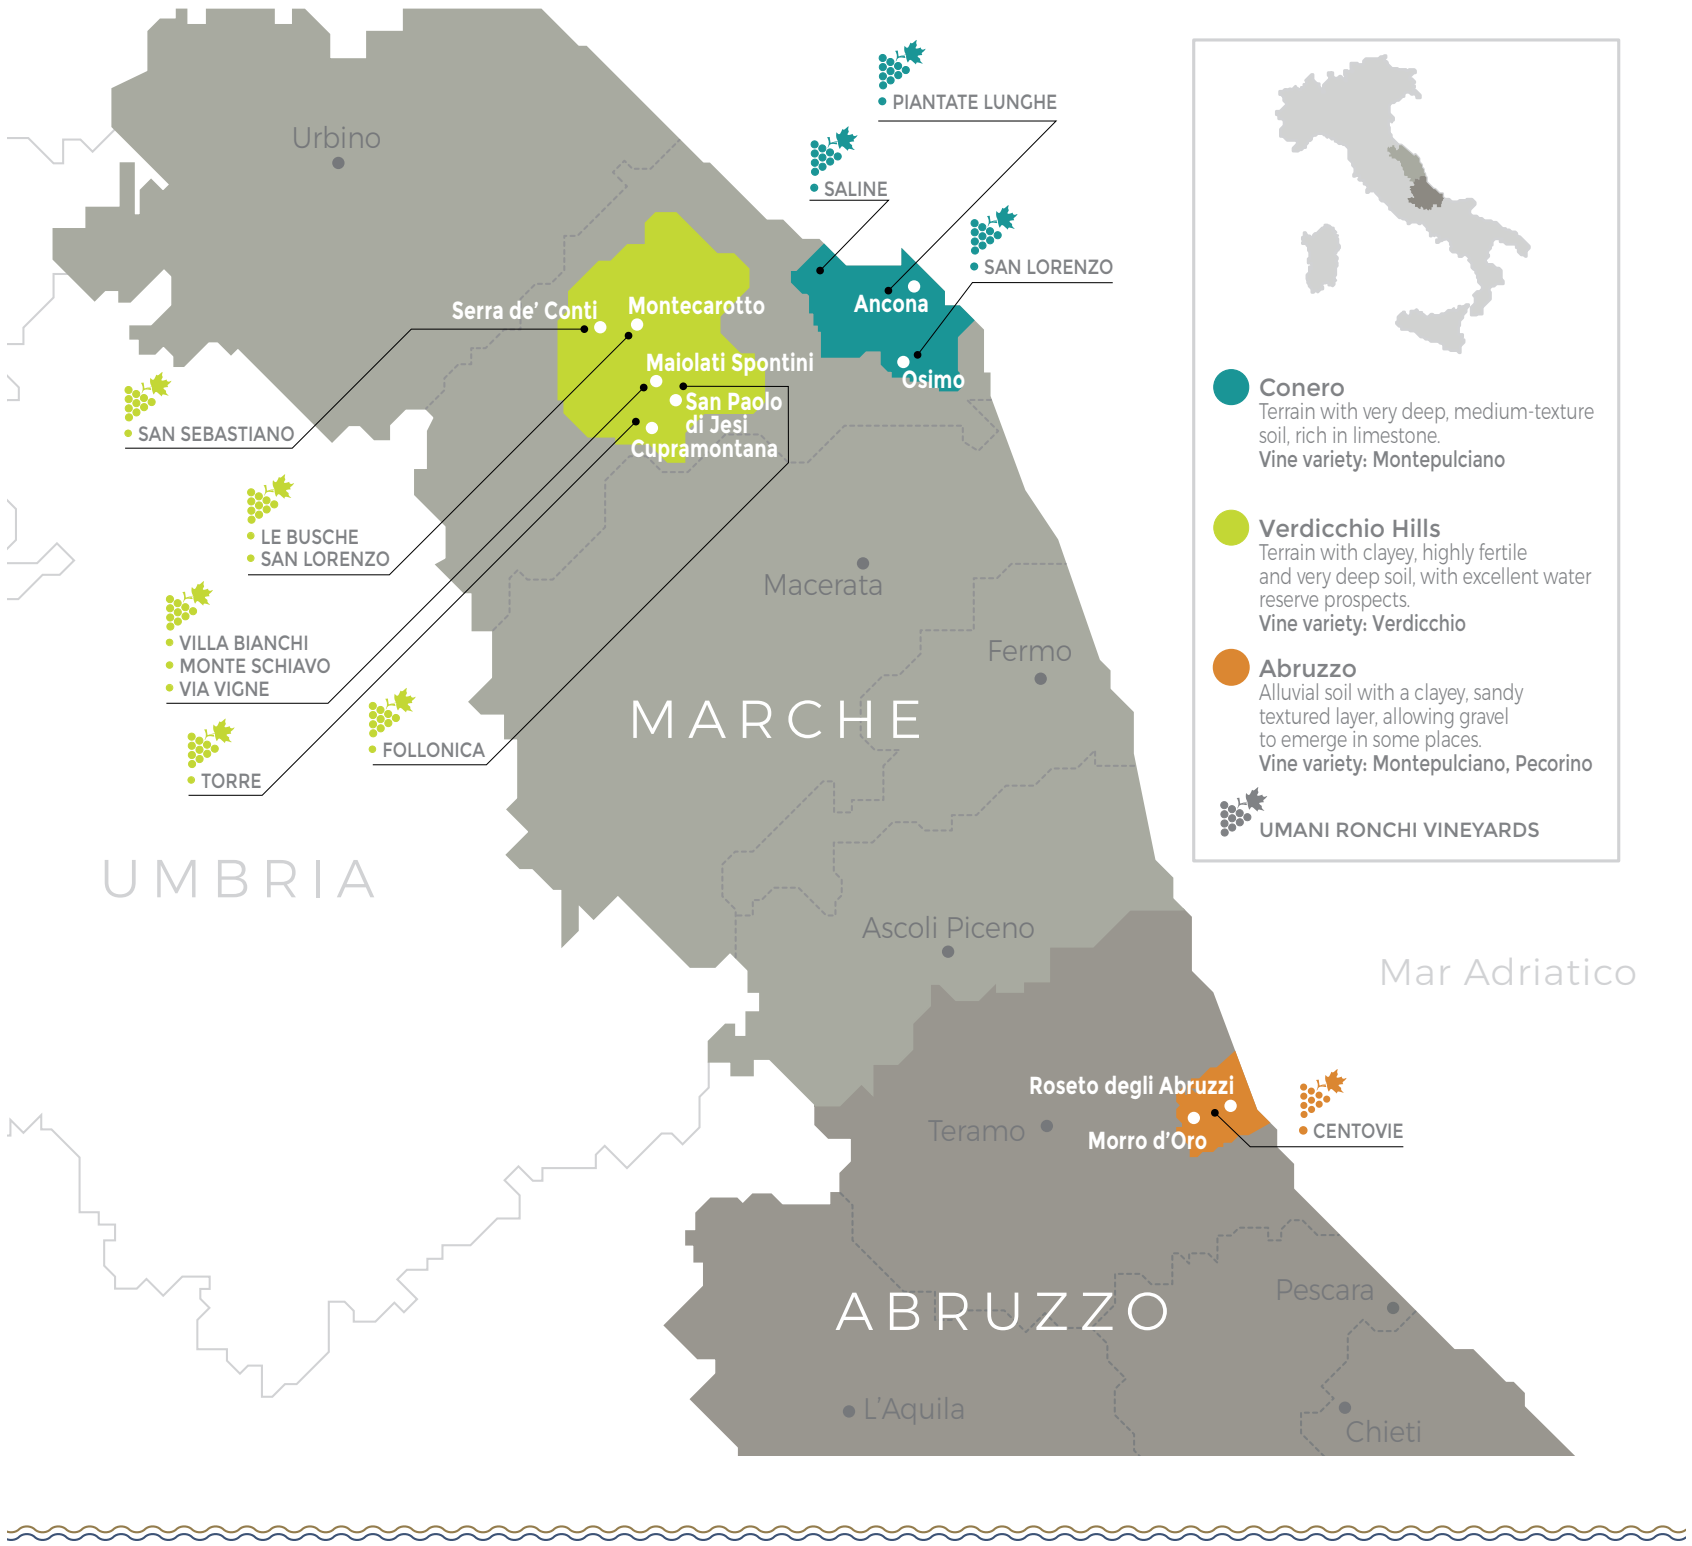 PIANTATE LUNGHE
Urbino
SALINE
SAN LORENZO
Serra de’ Conti
Montecarotto
Ancona
Maiolati Spontini
Osimo
San Paolo
di Jesi
Cupramontana
SAN SEBASTIANO
LE BUSCHE
SAN LORENZO
VILLA BIANCHI
MONTE SCHIAVO
VIA VIGNE
FOLLONICA
TORRE
Macerata
Fermo
MARCHE
UMBRIA
Ascoli Piceno
Mar Adriatico
Roseto degli Abruzzi
Teramo
Morro d’Oro
CENTOVIE
Pescara
ABRUZZO
L’Aquila
Chieti
Conero
Terrain with very deep, medium-texture
soil, rich in limestone.
Vine variety: Montepulciano
Verdicchio Hills
Terrain with clayey, highly fertile
and very deep soil, with excellent water
reserve prospects.
Vine variety: Verdicchio
Abruzzo
Alluvial soil with a clayey, sandy
textured layer, allowing gravel
to emerge in some places.
Vine variety: Montepulciano, Pecorino
UMANI RONCHI VINEYARDS